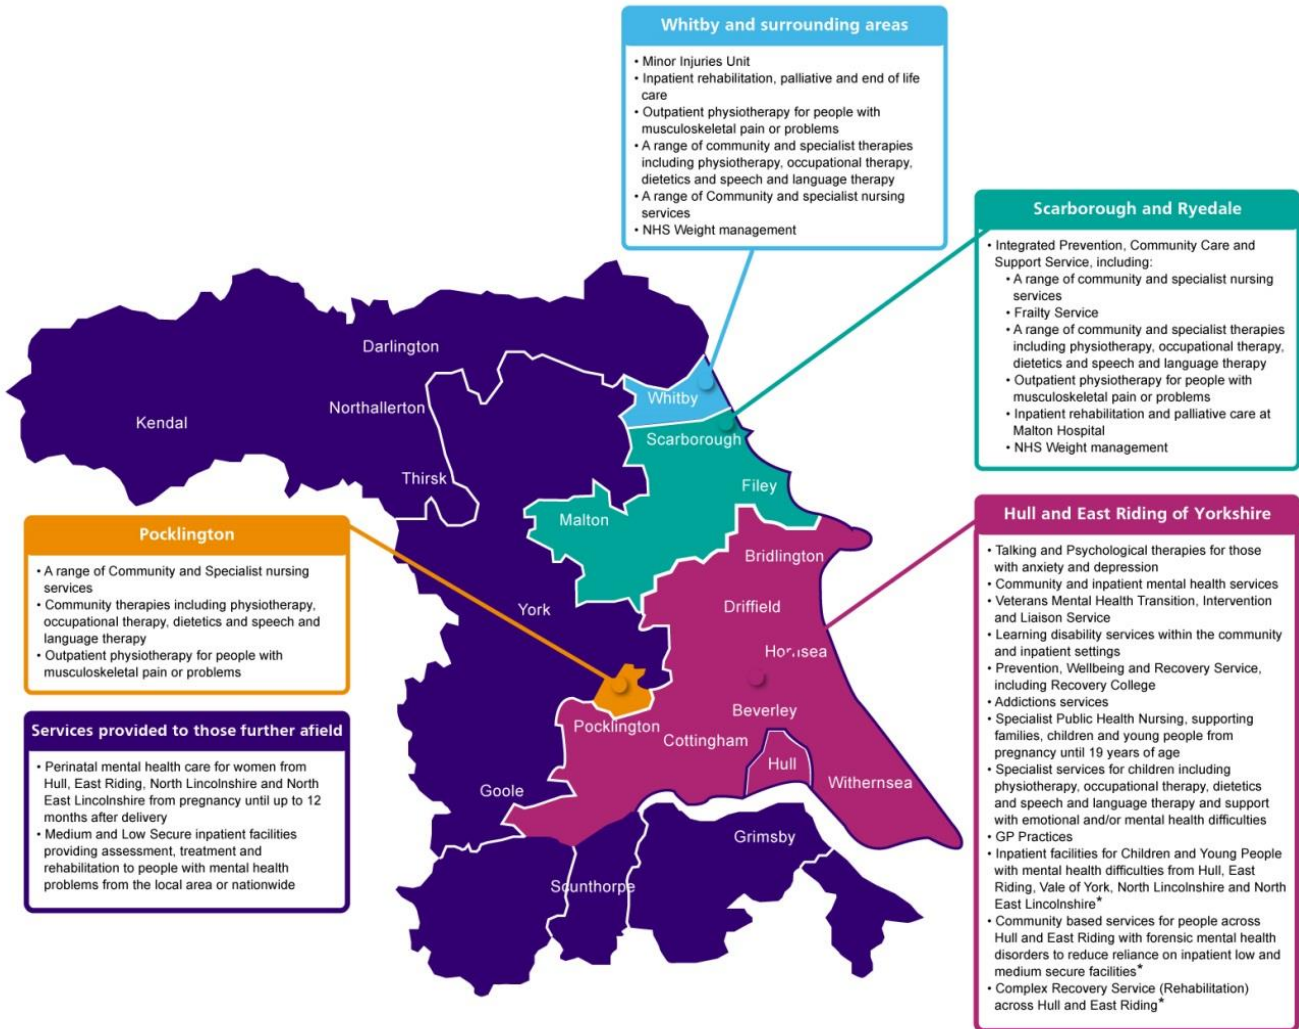 Whitby and surrounding areas
• Minor Injuries Unit
• Inpatient rehabilitation, palliative and end of life
care
• Outpatient physiotherapy for people with
musculoskeletal pain or problems
• A range of community and specialist therapies
including physiotherapy, occupational therapy,
dietetics and speech and language therapy
• A range of Community and specialist nursing
services
• NHS Weight management
Scarborough and Ryedale
• Integrated Prevention, Community Care and
Support Service, including:
• A range of community and specialist nursing
services
• Frailty Service
• A range of community and specialist therapies
including physiotherapy, occupational therapy,
dietetics and speech and language therapy
• Outpatient physiotherapy for people with
musculoskeletal pain or problems
• Inpatient rehabilitation and palliative care at
Malton Hospital
• NHS Weight management
Darlington
Kendal
Northallerton
Thirsk
Whitby
Scarborough
Filey
Malton
York
Bridlington
Driffield
Hornsea
Beverley
Pocklington
Cottingham
Hull
Withernsea
Goole
Grimsby
Scunthorpe
Pocklington
• A range of Community and Specialist nursing
services
• Community therapies including physiotherapy,
occupational therapy, dietetics and speech and
language therapy
• Outpatient physiotherapy for people with
musculoskeletal pain or problems
Services provided to those further afield
• Perinatal mental health care for women from
Hull, East Riding, North Lincolnshire and North
East Lincolnshire from pregnancy until up to 12
months after delivery
• Medium and Low Secure inpatient facilities
providing assessment, treatment and
rehabilitation to people with mental health
problems from the local area or nationwide
Hull and East Riding of Yorkshire
• Talking and Psychological therapies for those
with anxiety and depression
• Community and inpatient mental health services
• Veterans Mental Health Transition, Intervention
and Liaison Service
• Learning disability services within the community
and inpatient settings
• Prevention, Wellbeing and Recovery Service,
including Recovery College
• Addictions services
• Specialist Public Health Nursing, supporting
families, children and young people from
pregnancy until 19 years of age
• Specialist services for children including
physiotherapy, occupational therapy, dietetics
and speech and language therapy and support
with emotional and/or mental health difficulties
• GP Practices
• Inpatient facilities for Children and Young People
with mental health difficulties from Hull, East
Riding, Vale of York, North Lincolnshire and North
East Lincolnshire*
• Community based services for people across
Hull and East Riding with forensic mental health
disorders to reduce reliance on inpatient low and
medium secure facilities*
• Complex Recovery Service (Rehabilitation)
across Hull and East Riding*